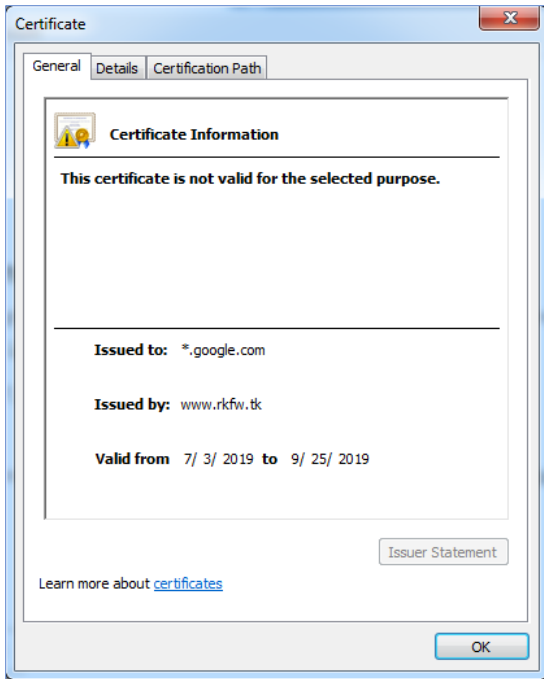 Certificate
General Details Certification Path
Certificate Information
This certificate is not valid for the selected purpose.
Issued to: *.google.com
Issued by: www.rkfw.tk
Valid from 7/ 3/ 2019 to 9/ 25/ 2019
Issuer Statement
Learn more about certificates
OK